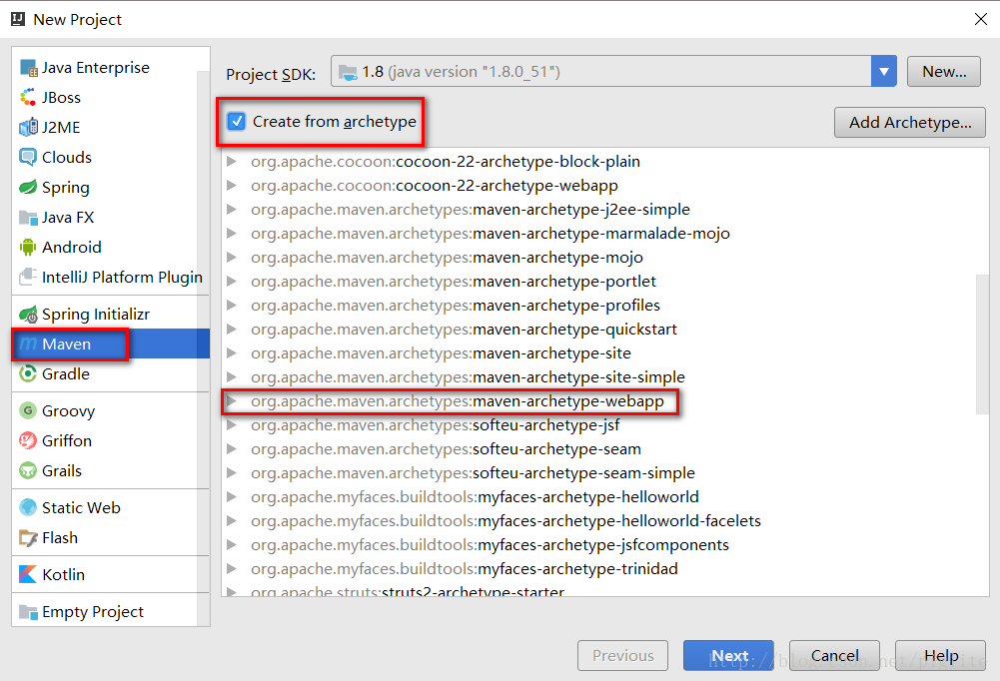 New Project
Java Enterprise
JBoss
J2ME
Clouds
Spring
Java FX
Android
IntelliJ Platform Plugin
Spring Initializr
Maven
Gradle
Groovy
Griffon
Grails
Static Web
Flash
Kotlin
Empty Project
Project SDK: 1.8 (java version "1.8.0_51") New...
Create from archetype Add Archetype...
org.apache.cocoon:cocoon-22-archetype-block-plain
org.apache.cocoon:cocoon-22-archetype-webapp
org.apache.maven.archetypes:maven-archetype-j2ee-simple
org.apache.maven.archetypes:maven-archetype-marmalade-mojo
org.apache.maven.archetypes:maven-archetype-mojo
org.apache.maven.archetypes:maven-archetype-portlet
org.apache.maven.archetypes:maven-archetype-profiles
org.apache.maven.archetypes:maven-archetype-quickstart
org.apache.maven.archetypes:maven-archetype-site
org.apache.maven.archetypes:maven-archetype-site-simple
org.apache.maven.archetypes:maven-archetype-webapp
org.apache.maven.archetypes:softeu-archetype-jsf
org.apache.maven.archetypes:softeu-archetype-seam
org.apache.maven.archetypes:softeu-archetype-seam-simple
org.apache.myfaces.buildtools:myfaces-archetype-helloworld
org.apache.myfaces.buildtools:myfaces-archetype-helloworld-facelets
org.apache.myfaces.buildtools:myfaces-archetype-jsfcomponents
org.apache.myfaces.buildtools:myfaces-archetype-trinidad
org.apache.struts:struts2-archetype-starter
Previous Next Cancel Help